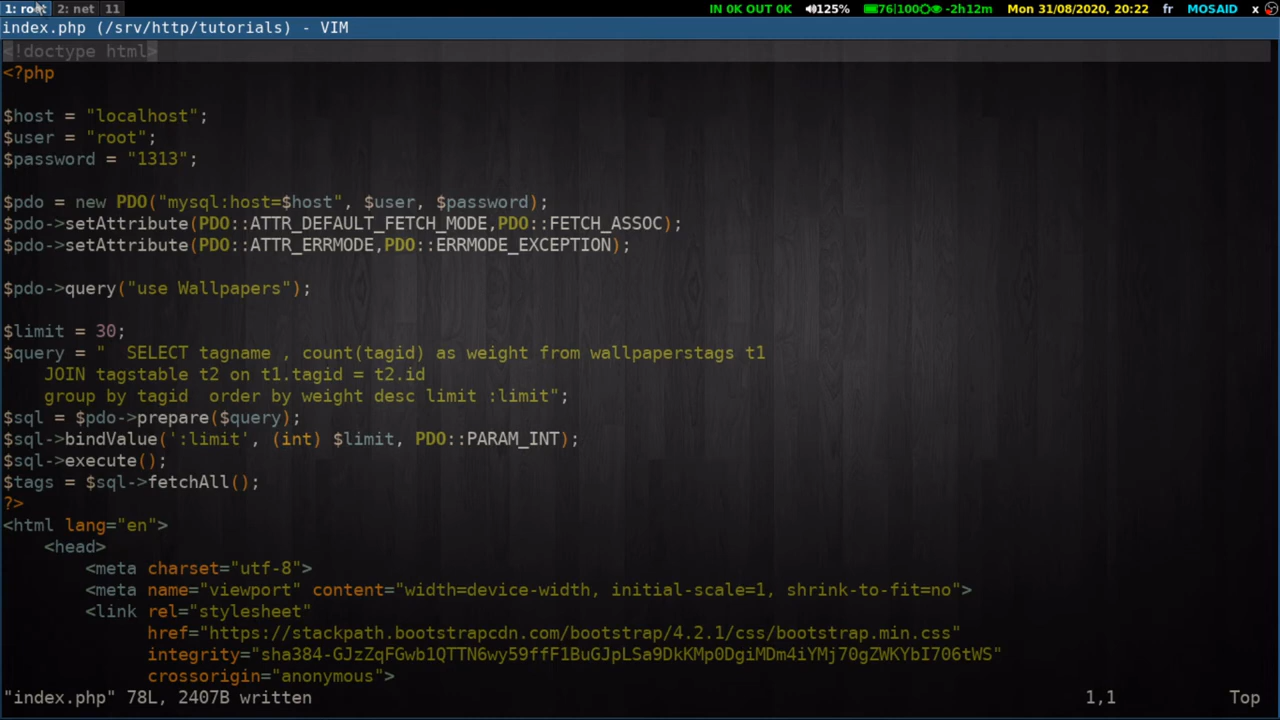 1: root 2: net 11 IN 0K OUT 0K 125% 76|100 -2h12m Mon 31/08/2020, 20:22 fr MOSAID x
index.php (/srv/http/tutorials) - VIM
<!doctype html>
<?php
$host = "localhost";
$user = "root";
$password = "1313";
$pdo = new PDO("mysql:host=$host", $user, $password);
$pdo->setAttribute(PDO::ATTR_DEFAULT_FETCH_MODE,PDO::FETCH_ASSOC);
$pdo->setAttribute(PDO::ATTR_ERRMODE,PDO::ERRMODE_EXCEPTION);
$pdo->query("use Wallpapers");
$limit = 30;
$query = "  SELECT tagname , count(tagid) as weight from wallpaperstags t1
    JOIN tagstable t2 on t1.tagid = t2.id
    group by tagid  order by weight desc limit :limit";
$sql = $pdo->prepare($query);
$sql->bindValue(':limit', (int) $limit, PDO::PARAM_INT);
$sql->execute();
$tags = $sql->fetchAll();
?>
<html lang="en">
    <head>
        <meta charset="utf-8">
        <meta name="viewport" content="width=device-width, initial-scale=1, shrink-to-fit=no">
        <link rel="stylesheet"
              href="https://stackpath.bootstrapcdn.com/bootstrap/4.2.1/css/bootstrap.min.css"
              integrity="sha384-GJzZqFGwb1QTTN6wy59ffF1BuGJpLSa9DkKMp0DgiMDm4iYMj70gZWKYbI706tWS"
              crossorigin="anonymous">
"index.php" 78L, 2407B written 1,1 Top